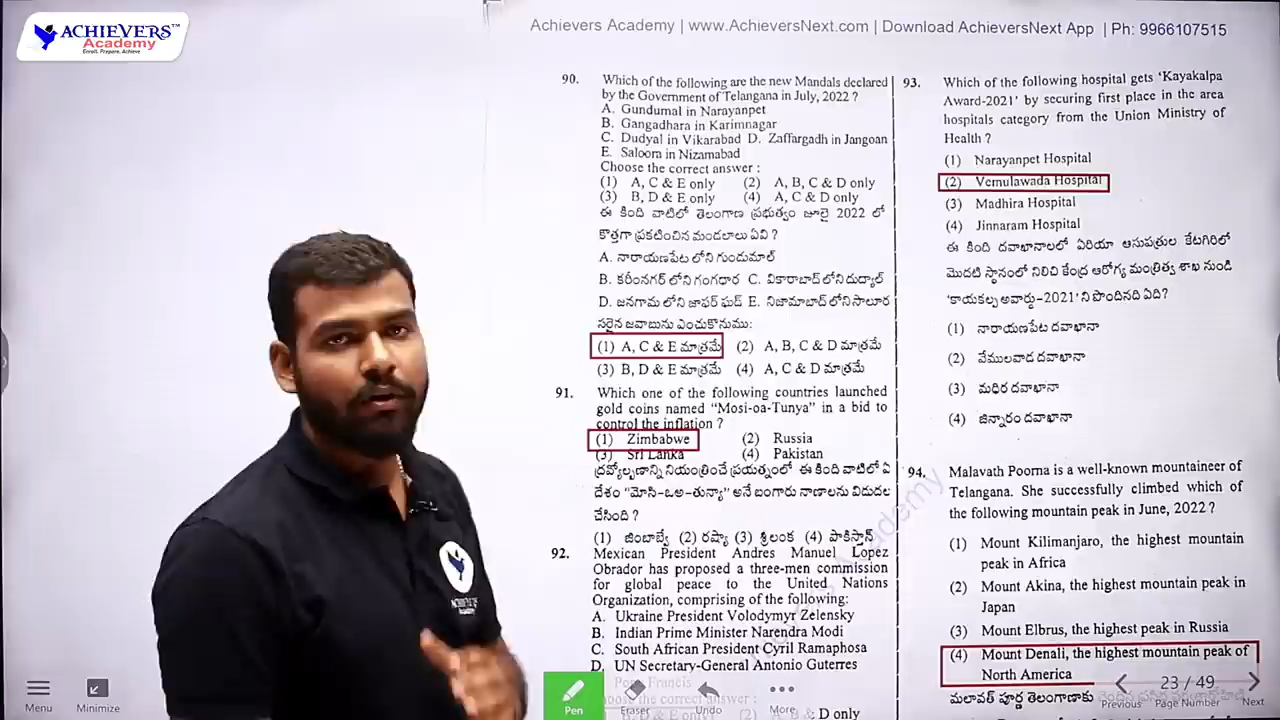 ACHIEVERS™
Academy
Enroll. Prepare. Achieve
Achievers Academy | www.AchieversNext.com | Download AchieversNext App | Ph: 9966107515
90. Which of the following are the new Mandals declared
by the Government of Telangana in July, 2022 ?
A. Gundumal in Narayanpet
B. Gangadhara in Karimnagar
C. Dudyal in Vikarabad D. Zaffargadh in Jangoan
E. Saloora in Nizamabad
Choose the correct answer :
(1) A, C & E only (2) A, B, C & D only
(3) B, D & E only (4) A, C & D only
ఈ కింది వాటిలో తెలంగాణ ప్రభుత్వం జూలై 2022 లో
కొత్తగా ప్రకటించిన మండలాలు ఏవి ?
A. నారాయణపేట లోని గుందుమాల్
B. కరీంనగర్ లోని గంగధార C. వికారాబాద్ లోని దుద్యాల్
D. జనగామ లోని జాఫర్ ఘడ్ E. నిజామాబాద్ లోని సాలూర
సరైన జవాబును ఎంచుకొనుము:
(1) A, C & E మాత్రమే (2) A, B, C & D మాత్రమే
(3) B, D & E మాత్రమే (4) A, C & D మాత్రమే
91. Which one of the following countries launched
gold coins named “Mosi-oa-Tunya” in a bid to
control the inflation ?
(1) Zimbabwe (2) Russia
(3) Sri Lanka (4) Pakistan
ద్రవ్యోల్బణాన్ని నియంత్రించే ప్రయత్నంలో ఈ కింది వాటిలో ఏ
దేశం “మోసి-ఒఅ-తున్యా” అనే బంగారు నాణాలను విడుదల
చేసింది ?
(1) జింబాబ్వే (2) రష్యా (3) శ్రీలంక (4) పాకిస్తాన్
92. Mexican President Andres Manuel Lopez
Obrador has proposed a three-men commission
for global peace to the United Nations
Organization, comprising of the following:
A. Ukraine President Volodymyr Zelensky
B. Indian Prime Minister Narendra Modi
C. South African President Cyril Ramaphosa
D. UN Secretary-General Antonio Guterres
Francis
answer :
& E only (2) & D only
93. Which of the following hospital gets ‘Kayakalpa
Award-2021’ by securing first place in the area
hospitals category from the Union Ministry of
Health ?
(1) Narayanpet Hospital
(2) Vemulawada Hospital
(3) Madhira Hospital
(4) Jinnaram Hospital
ఈ కింది దవాఖానాలలో ఏరియా ఆసుపత్రుల కేటగిరిలో
మొదటి స్థానంలో నిలిచి కేంద్ర ఆరోగ్య మంత్రిత్వ శాఖ నుండి
‘కాయకల్ప అవార్డు-2021’ ని పొందినది ఏది?
(1) నారాయణపేట దవాఖానా
(2) వేములవాడ దవాఖానా
(3) మధిర దవాఖానా
(4) జిన్నారం దవాఖానా
94. Malavath Poorna is a well-known mountaineer of
Telangana. She successfully climbed which of
the following mountain peak in June, 2022 ?
(1) Mount Kilimanjaro, the highest mountain
peak in Africa
(2) Mount Akina, the highest mountain peak in
Japan
(3) Mount Elbrus, the highest peak in Russia
(4) Mount Denali, the highest mountain peak of
North America
మలావత్ పూర్ణ తెలంగాణకు
Academy
ACHIEVERS
Academy
Menu
Minimize
Pen
Eraser
Undo
More
Previous
23 / 49
Page Number
Next